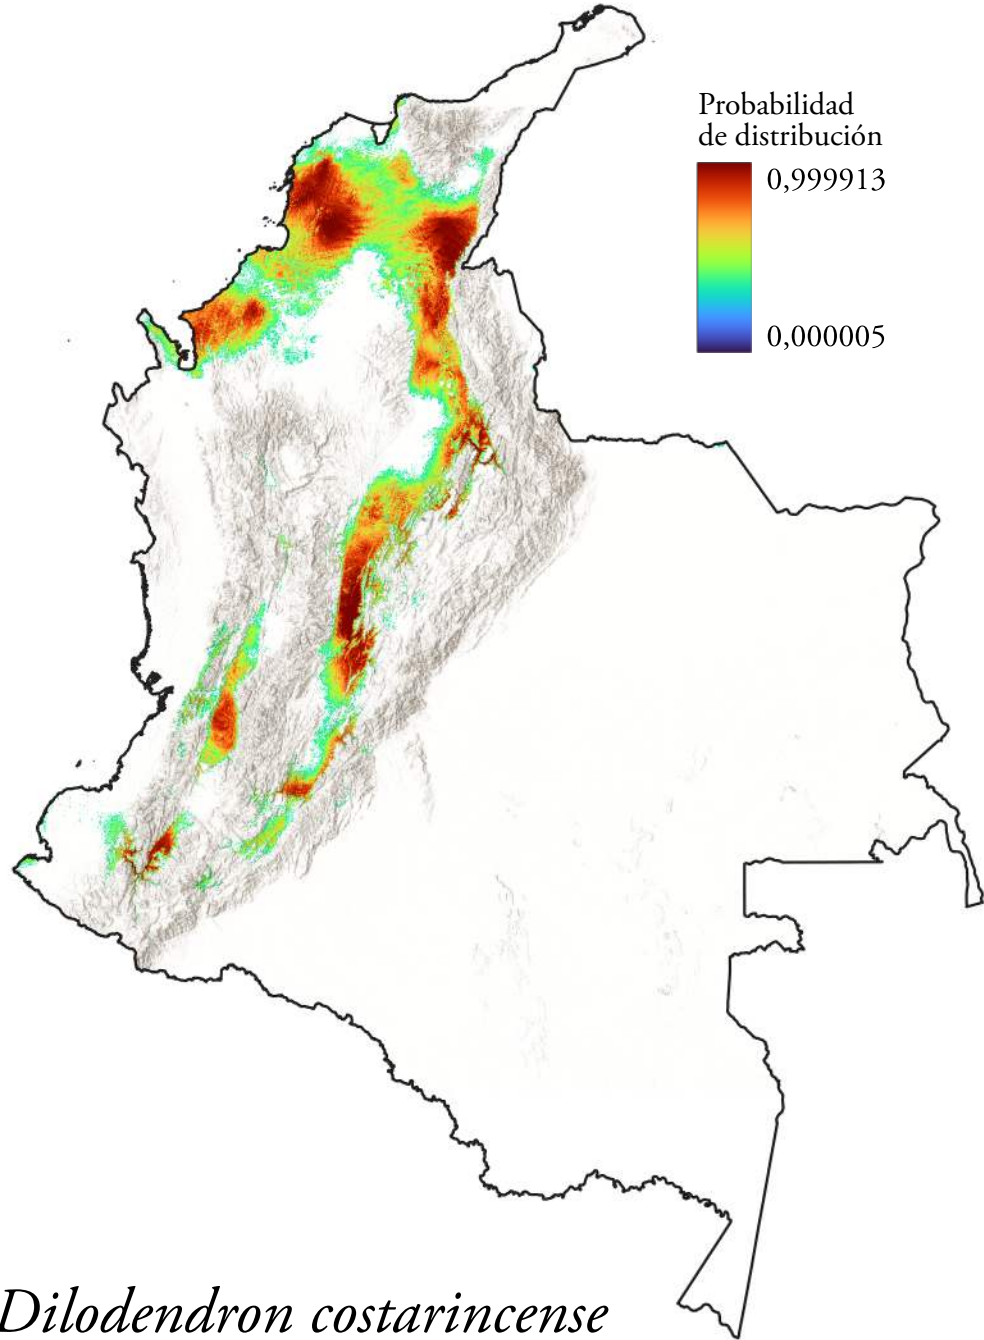 Probabilidad
de distribución
0,999913
0,000005
Dilodendron costarincense